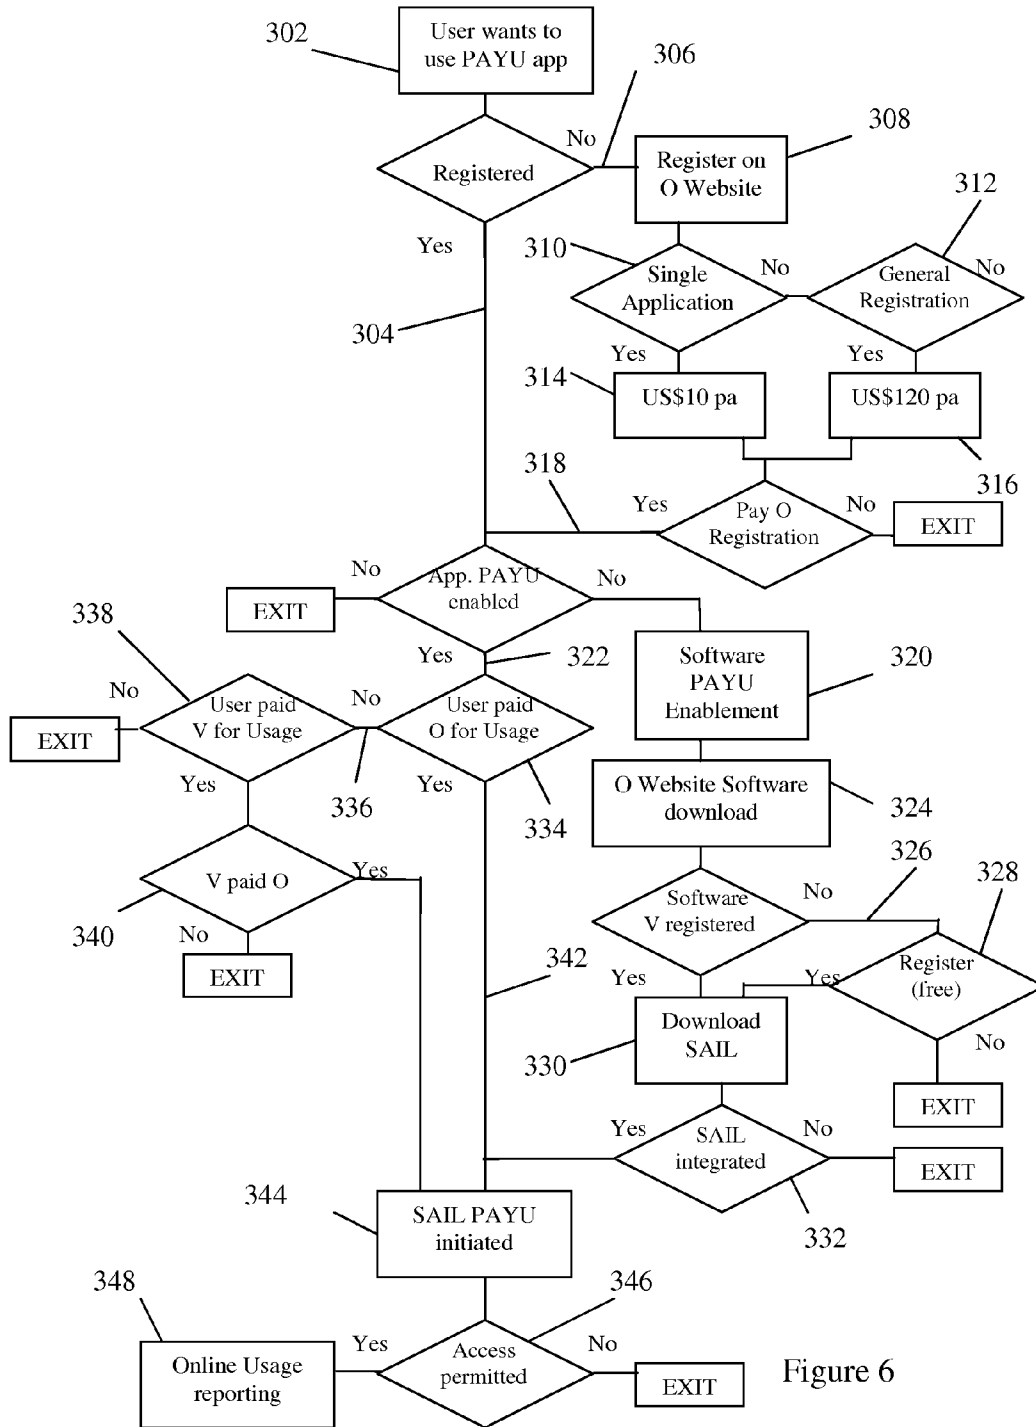 302
User wants to
use PAYU app
306
No
308
Registered
Register on
O Website
312
Yes
310
No
No
Single
Application
General
Registration
304
Yes
Yes
314
US$10 pa
US$120 pa
318
316
Yes
No
Pay O
Registration
EXIT
No
No
App. PAYU
enabled
EXIT
338
Yes
322
Software
PAYU
Enablement
320
No
No
User paid
V for Usage
User paid
O for Usage
EXIT
Yes
336
Yes
334
O Website Software
download
324
326
328
V paid O
Yes
No
Software
V registered
340
No
EXIT
342
Yes
Yes
Register
(free)
Download
SAIL
No
330
EXIT
Yes
No
SAIL
integrated
EXIT
344
SAIL PAYU
initiated
332
348
346
Yes
No
Online Usage
reporting
Access
permitted
EXIT
Figure 6